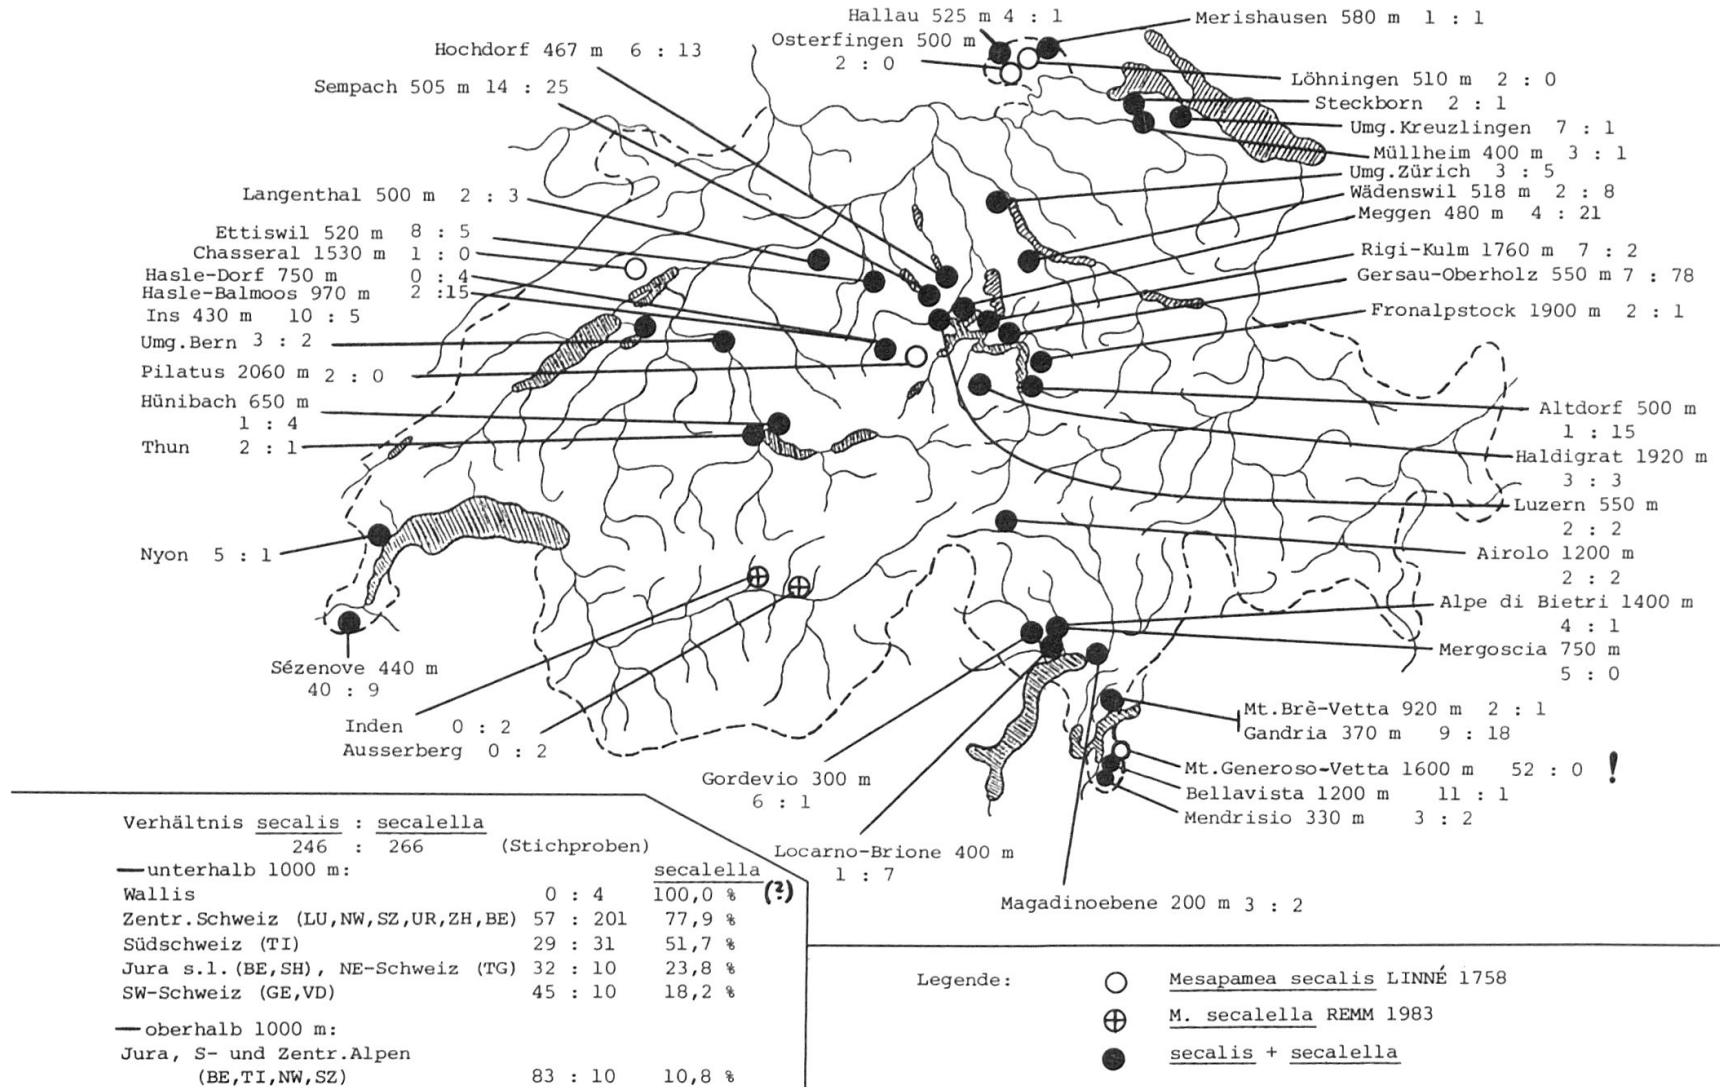 Hallau 525 m 4 : 1
Merishausen 580 m 1 : 1
Osterfingen 500 m
2 : 0
Hochdorf 467 m 6 : 13
Löhningen 510 m 2 : 0
Sempach 505 m 14 : 25
Steckborn 2 : 1
Umg.Kreuzlingen 7 : 1
Müllheim 400 m 3 : 1
Umg.Zürich 3 : 5
Wädenswil 518 m 2 : 8
Meggen 480 m 4 : 21
Rigi-Kulm 1760 m 7 : 2
Gersau-Oberholz 550 m 7 : 78
Fronalpstock 1900 m 2 : 1
Langenthal 500 m 2 : 3
Ettiswil 520 m 8 : 5
Chasseral 1530 m 1 : 0
Hasle-Dorf 750 m 0 : 4
Hasle-Balmoos 970 m 2 :15
Ins 430 m 10 : 5
Umg.Bern 3 : 2
Pilatus 2060 m 2 : 0
Hünibach 650 m
1 : 4
Thun 2 : 1
Altdorf 500 m
1 : 15
Haldigrat 1920 m
3 : 3
Luzern 550 m
2 : 2
Airolo 1200 m
2 : 2
Alpe di Bietri 1400 m
4 : 1
Mergoscia 750 m
5 : 0
Nyon 5 : 1
Sézenove 440 m
40 : 9
Inden 0 : 2
Ausserberg 0 : 2
Mt.Brè-Vetta 920 m 2 : 1
Gandria 370 m 9 : 18
Mt.Generoso-Vetta 1600 m 52 : 0 !
Bellavista 1200 m 11 : 1
Mendrisio 330 m 3 : 2
Gordevio 300 m
6 : 1
Locarno-Brione 400 m
1 : 7
Magadinoebene 200 m 3 : 2
Verhältnis secalis : secalella
246 : 266 (Stichproben)
—unterhalb 1000 m: secalella
Wallis 0 : 4 100,0 % (?)
Zentr.Schweiz (LU,NW,SZ,UR,ZH,BE) 57 : 201 77,9 %
Südschweiz (TI) 29 : 31 51,7 %
Jura s.l.(BE,SH), NE-Schweiz (TG) 32 : 10 23,8 %
SW-Schweiz (GE,VD) 45 : 10 18,2 %
—oberhalb 1000 m:
Jura, S- und Zentr.Alpen
(BE,TI,NW,SZ) 83 : 10 10,8 %
Legende:
Mesapamea secalis LINNÉ 1758
M. secalella REMM 1983
secalis + secalella